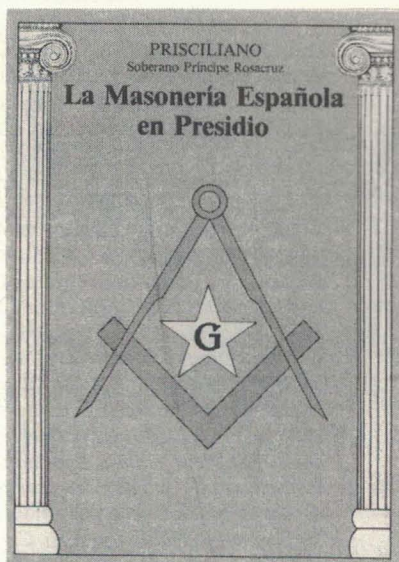 PRISCILIANO
Soberano Príncipe Rosacruz
La Masonería Española
en Presidio
G